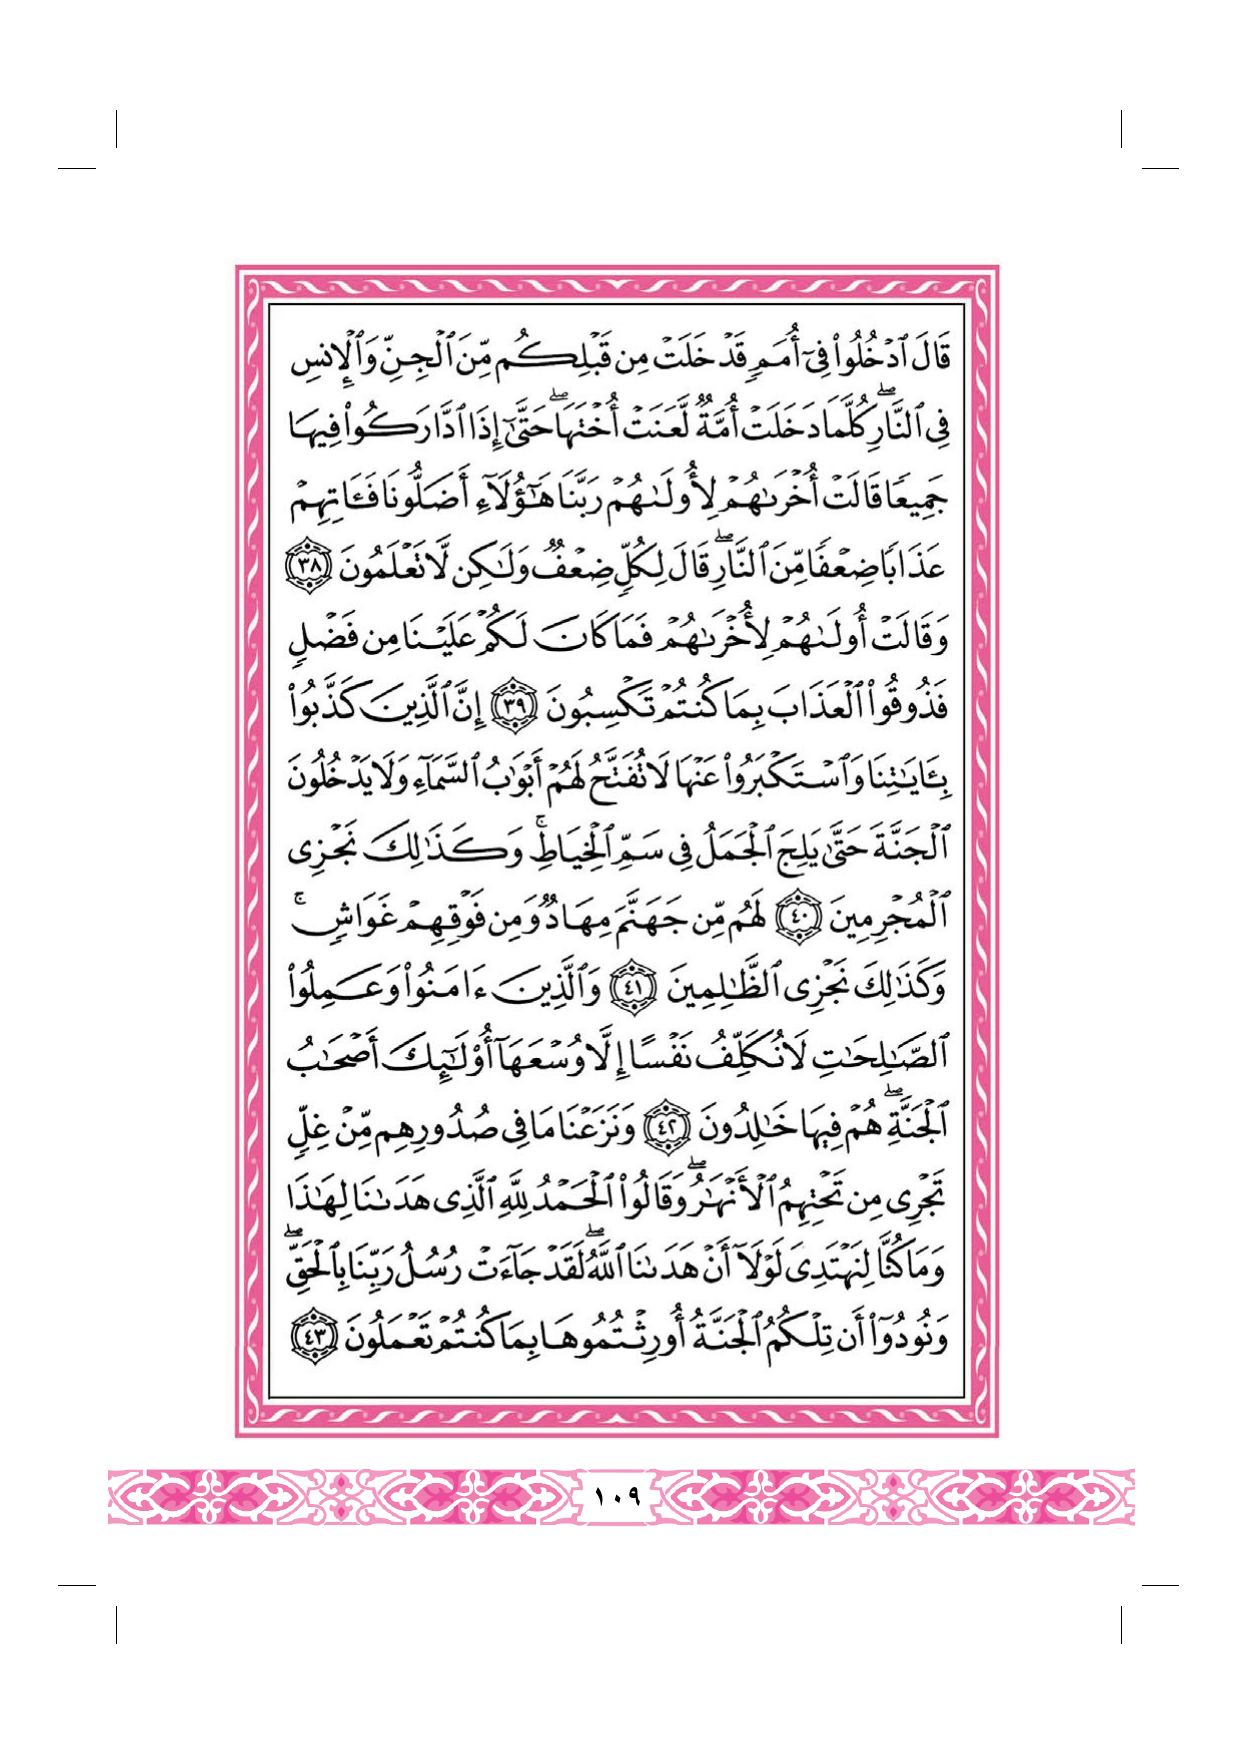 قَالَ ٱدۡخُلُواْ فِيٓ أُمَمٖ قَدۡ خَلَتۡ مِن قَبۡلِكُم مِّنَ ٱلۡجِنِّ وَٱلۡإِنسِ
فِي ٱلنَّارِۖ كُلَّمَا دَخَلَتۡ أُمَّةٞ لَّعَنَتۡ أُخۡتَهَاۖ حَتَّىٰٓ إِذَا ٱدَّارَكُواْ فِيهَا
جَمِيعٗا قَالَتۡ أُخۡرَىٰهُمۡ لِأُولَىٰهُمۡ رَبَّنَا هَٰٓؤُلَآءِ أَضَلُّونَا فَـَٔاتِهِمۡ
عَذَابٗا ضِعۡفٗا مِّنَ ٱلنَّارِۖ قَالَ لِكُلّٖ ضِعۡفٞ وَلَٰكِن لَّا تَعۡلَمُونَ ٣٨
وَقَالَتۡ أُولَىٰهُمۡ لِأُخۡرَىٰهُمۡ فَمَا كَانَ لَكُمۡ عَلَيۡنَا مِن فَضۡلٖ
فَذُوقُواْ ٱلۡعَذَابَ بِمَا كُنتُمۡ تَكۡسِبُونَ ٣٩ إِنَّ ٱلَّذِينَ كَذَّبُواْ
بِـَٔايَٰتِنَا وَٱسۡتَكۡبَرُواْ عَنۡهَا لَا تُفَتَّحُ لَهُمۡ أَبۡوَٰبُ ٱلسَّمَآءِ وَلَا يَدۡخُلُونَ
ٱلۡجَنَّةَ حَتَّىٰ يَلِجَ ٱلۡجَمَلُ فِي سَمِّ ٱلۡخِيَاطِۚ وَكَذَٰلِكَ نَجۡزِي
ٱلۡمُجۡرِمِينَ ٤٠ لَهُم مِّن جَهَنَّمَ مِهَادٞ وَمِن فَوۡقِهِمۡ غَوَاشٖۚ
وَكَذَٰلِكَ نَجۡزِي ٱلظَّٰلِمِينَ ٤١ وَٱلَّذِينَ ءَامَنُواْ وَعَمِلُواْ
ٱلصَّٰلِحَٰتِ لَا نُكَلِّفُ نَفۡسًا إِلَّا وُسۡعَهَآ أُوْلَٰٓئِكَ أَصۡحَٰبُ
ٱلۡجَنَّةِۖ هُمۡ فِيهَا خَٰلِدُونَ ٤٢ وَنَزَعۡنَا مَا فِي صُدُورِهِم مِّنۡ غِلّٖ
تَجۡرِي مِن تَحۡتِهِمُ ٱلۡأَنۡهَٰرُۖ وَقَالُواْ ٱلۡحَمۡدُ لِلَّهِ ٱلَّذِي هَدَىٰنَا لِهَٰذَا
وَمَا كُنَّا لِنَهۡتَدِيَ لَوۡلَآ أَنۡ هَدَىٰنَا ٱللَّهُۖ لَقَدۡ جَآءَتۡ رُسُلُ رَبِّنَا بِٱلۡحَقِّۖ
وَنُودُوٓاْ أَن تِلۡكُمُ ٱلۡجَنَّةُ أُورِثۡتُمُوهَا بِمَا كُنتُمۡ تَعۡمَلُونَ ٤٣
١٠٩